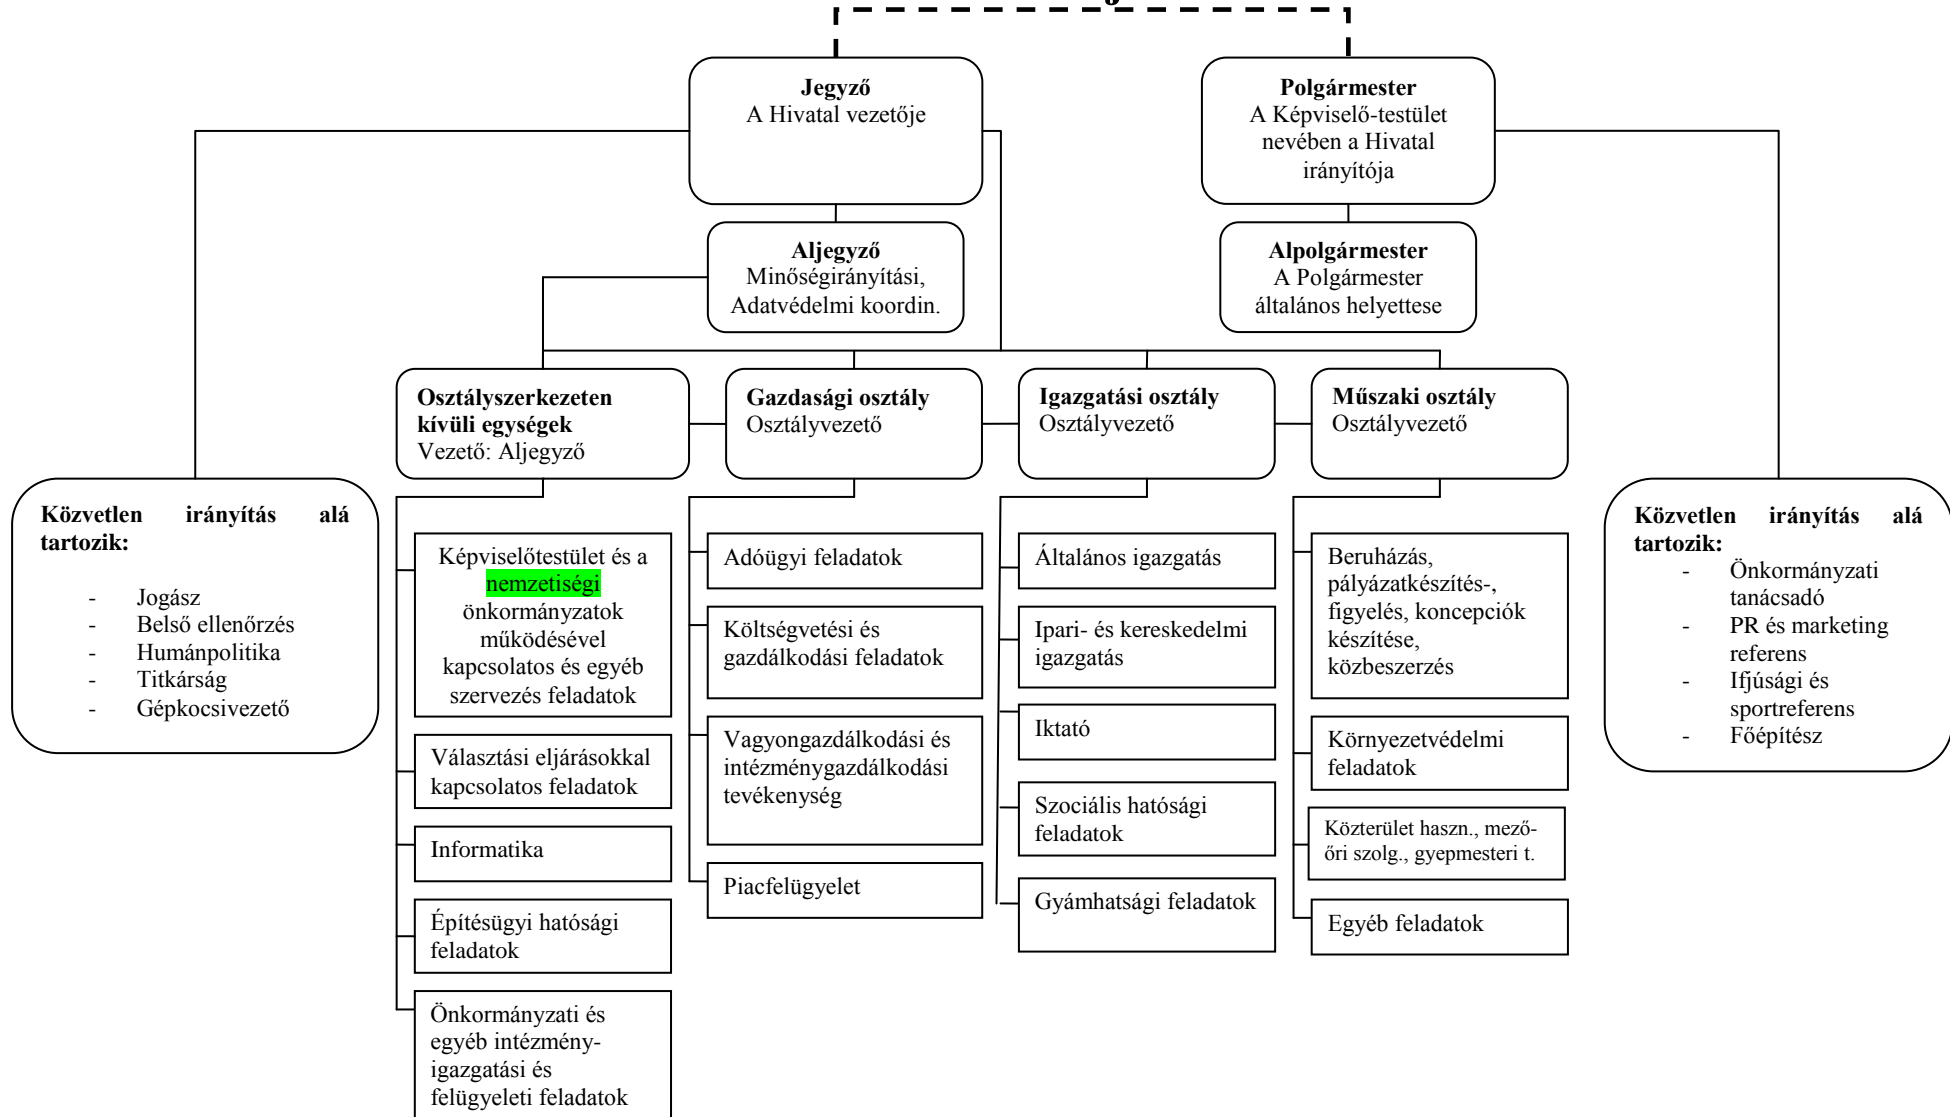 Jegyző
A Hivatal vezetője
Polgármester
A Képviselő-testület
nevében a Hivatal
irányítója
Aljegyző
Minőségirányítási,
Adatvédelmi koordin.
Alpolgármester
A Polgármester
általános helyettese
Osztályszerkezeten
kívüli egységek
Vezető: Aljegyző
Gazdasági osztály
Osztályvezető
Igazgatási osztály
Osztályvezető
Műszaki osztály
Osztályvezető
Közvetlen irányítás alá
tartozik:
- Jogász
- Belső ellenőrzés
- Humánpolitika
- Titkárság
- Gépkocsivezető
Képviselőtestület és a
nemzetiségi
önkormányzatok
működésével
kapcsolatos és egyéb
szervezés feladatok
Választási eljárásokkal
kapcsolatos feladatok
Informatika
Építésügyi hatósági
feladatok
Önkormányzati és
egyéb intézmény-
igazgatási és
felügyeleti feladatok
Adóügyi feladatok
Költségvetési és
gazdálkodási feladatok
Vagyongazdálkodási és
intézménygazdálkodási
tevékenység
Piacfelügyelet
Általános igazgatás
Ipari- és kereskedelmi
igazgatás
Iktató
Szociális hatósági
feladatok
Gyámhatsági feladatok
Beruházás,
pályázatkészítés-,
figyelés, koncepciók
készítése,
közbeszerzés
Környezetvédelmi
feladatok
Közterület haszn., mező-
őri szolg., gyepmesteri t.
Egyéb feladatok
Közvetlen irányítás alá
tartozik:
- Önkormányzati
tanácsadó
- PR és marketing
referens
- Ifjúsági és
sportreferens
- Főépítész